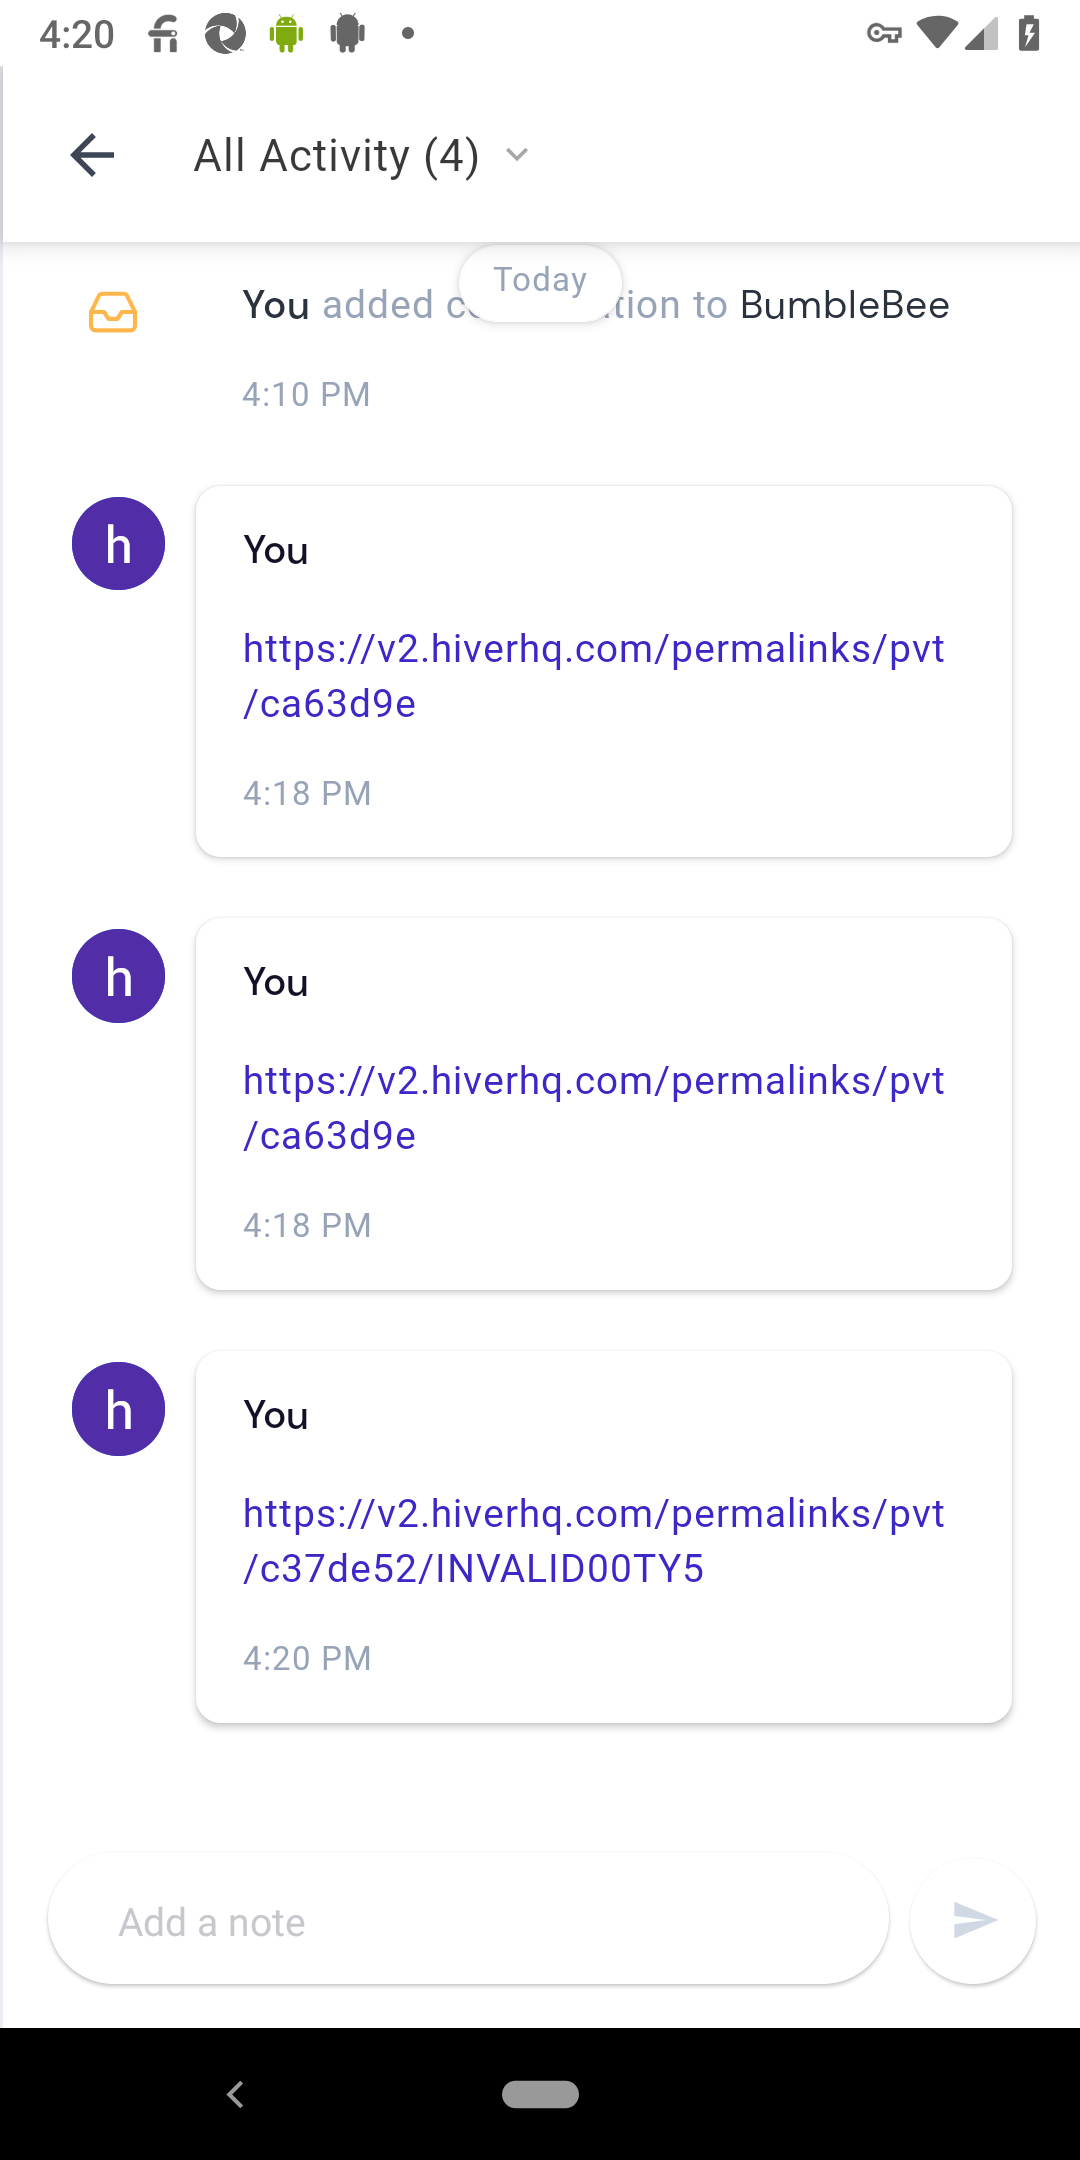 4:20
All Activity (4)
Today
You added tion to BumbleBee
4:10 PM
h
You
https://v2.hiverhq.com/permalinks/pvt
/ca63d9e
4:18 PM
h
You
https://v2.hiverhq.com/permalinks/pvt
/ca63d9e
4:18 PM
h
You
https://v2.hiverhq.com/permalinks/pvt
/c37de52/INVALID00TY5
4:20 PM
Add a note